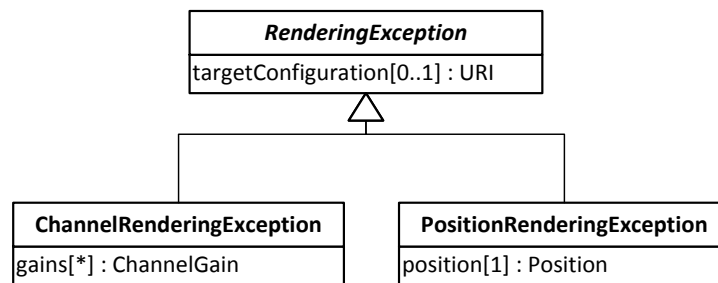 RenderingException
targetConfiguration[0..1] : URI
ChannelRenderingException
gains[*] : ChannelGain
PositionRenderingException
position[1] : Position